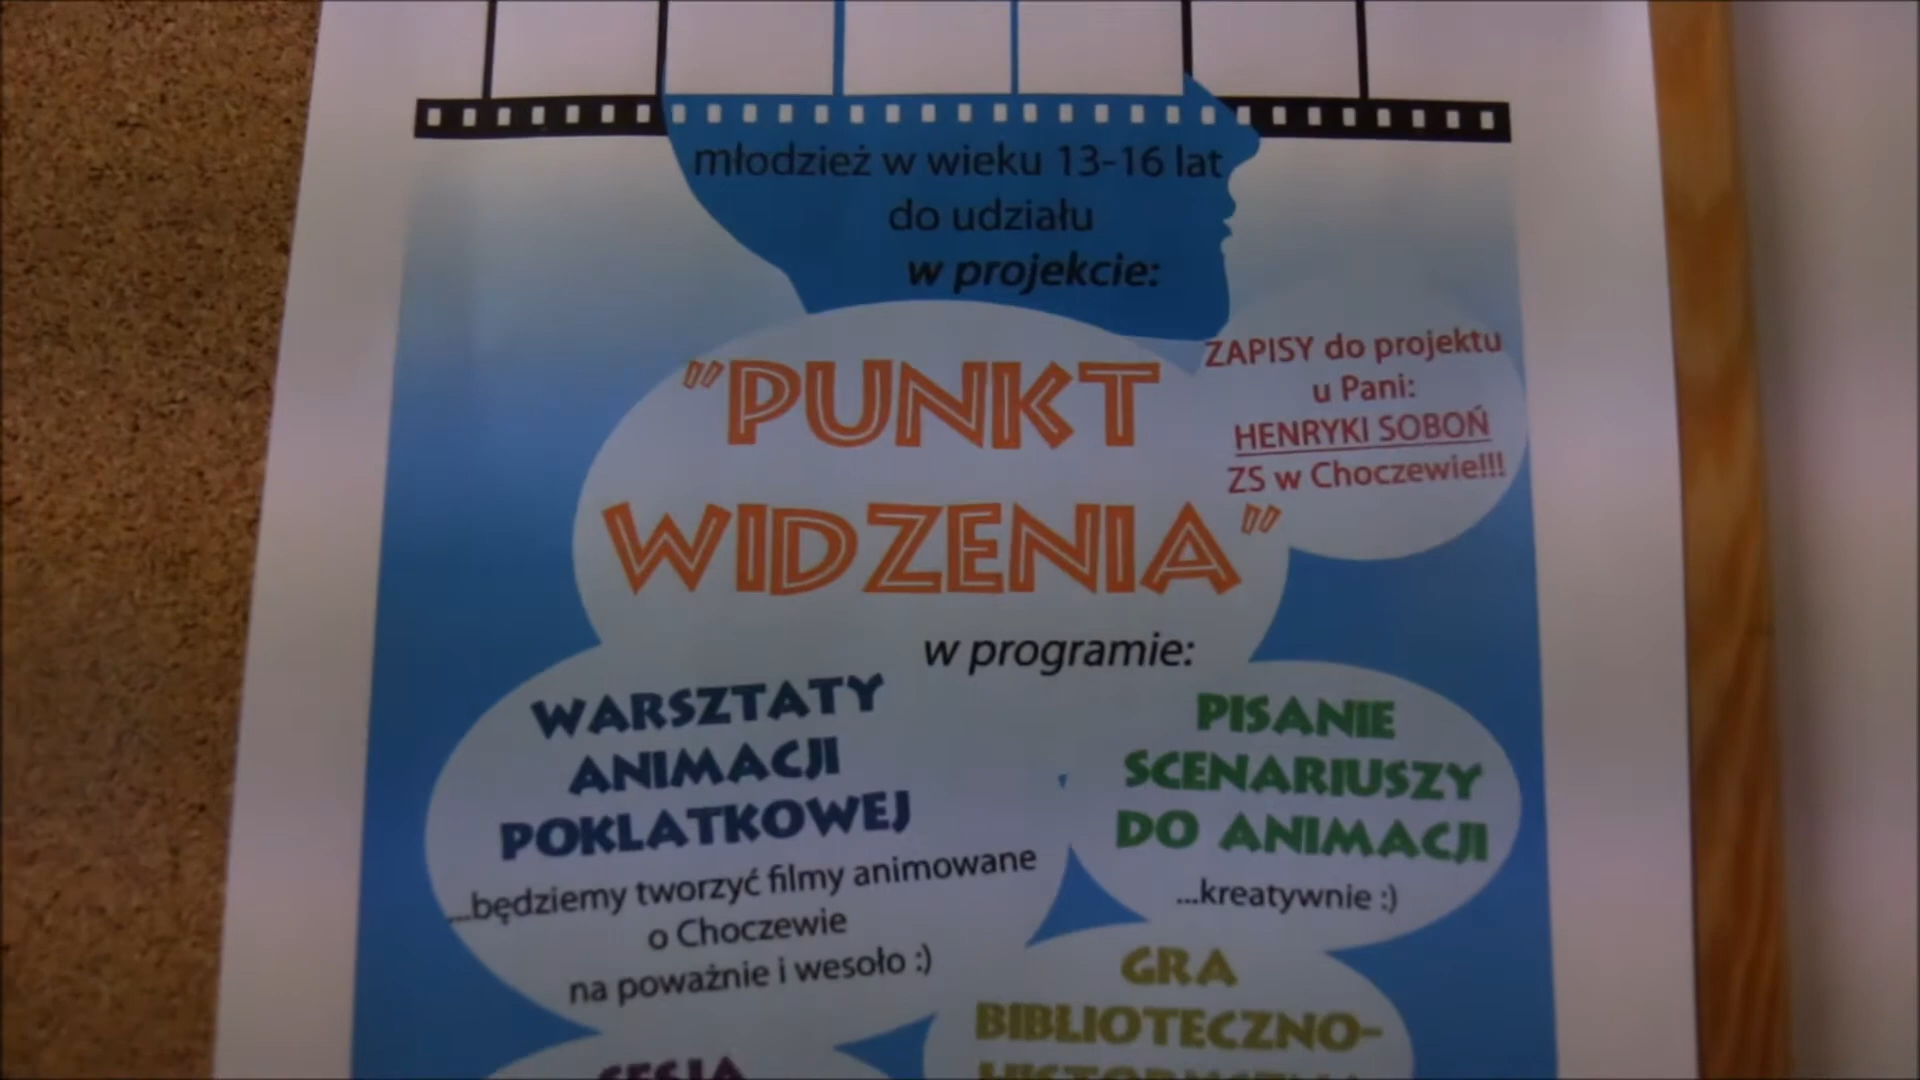 młodzież w wieku 13-16 lat
do udziału
w projekcie:
"PUNKT
WIDZENIA"
ZAPISY do projektu
u Pani:
HENRYKI SOBOŃ
ZS w Choczewie!!!
w programie:
WARSZTATY
ANIMACJI
POKLATKOWEJ
...będziemy tworzyć filmy animowane
o Choczewie
na poważnie i wesoło :)
PISANIE
SCENARIUSZY
DO ANIMACJI
...kreatywnie :)
GRA
BIBLIOTECZNO-
SESJA